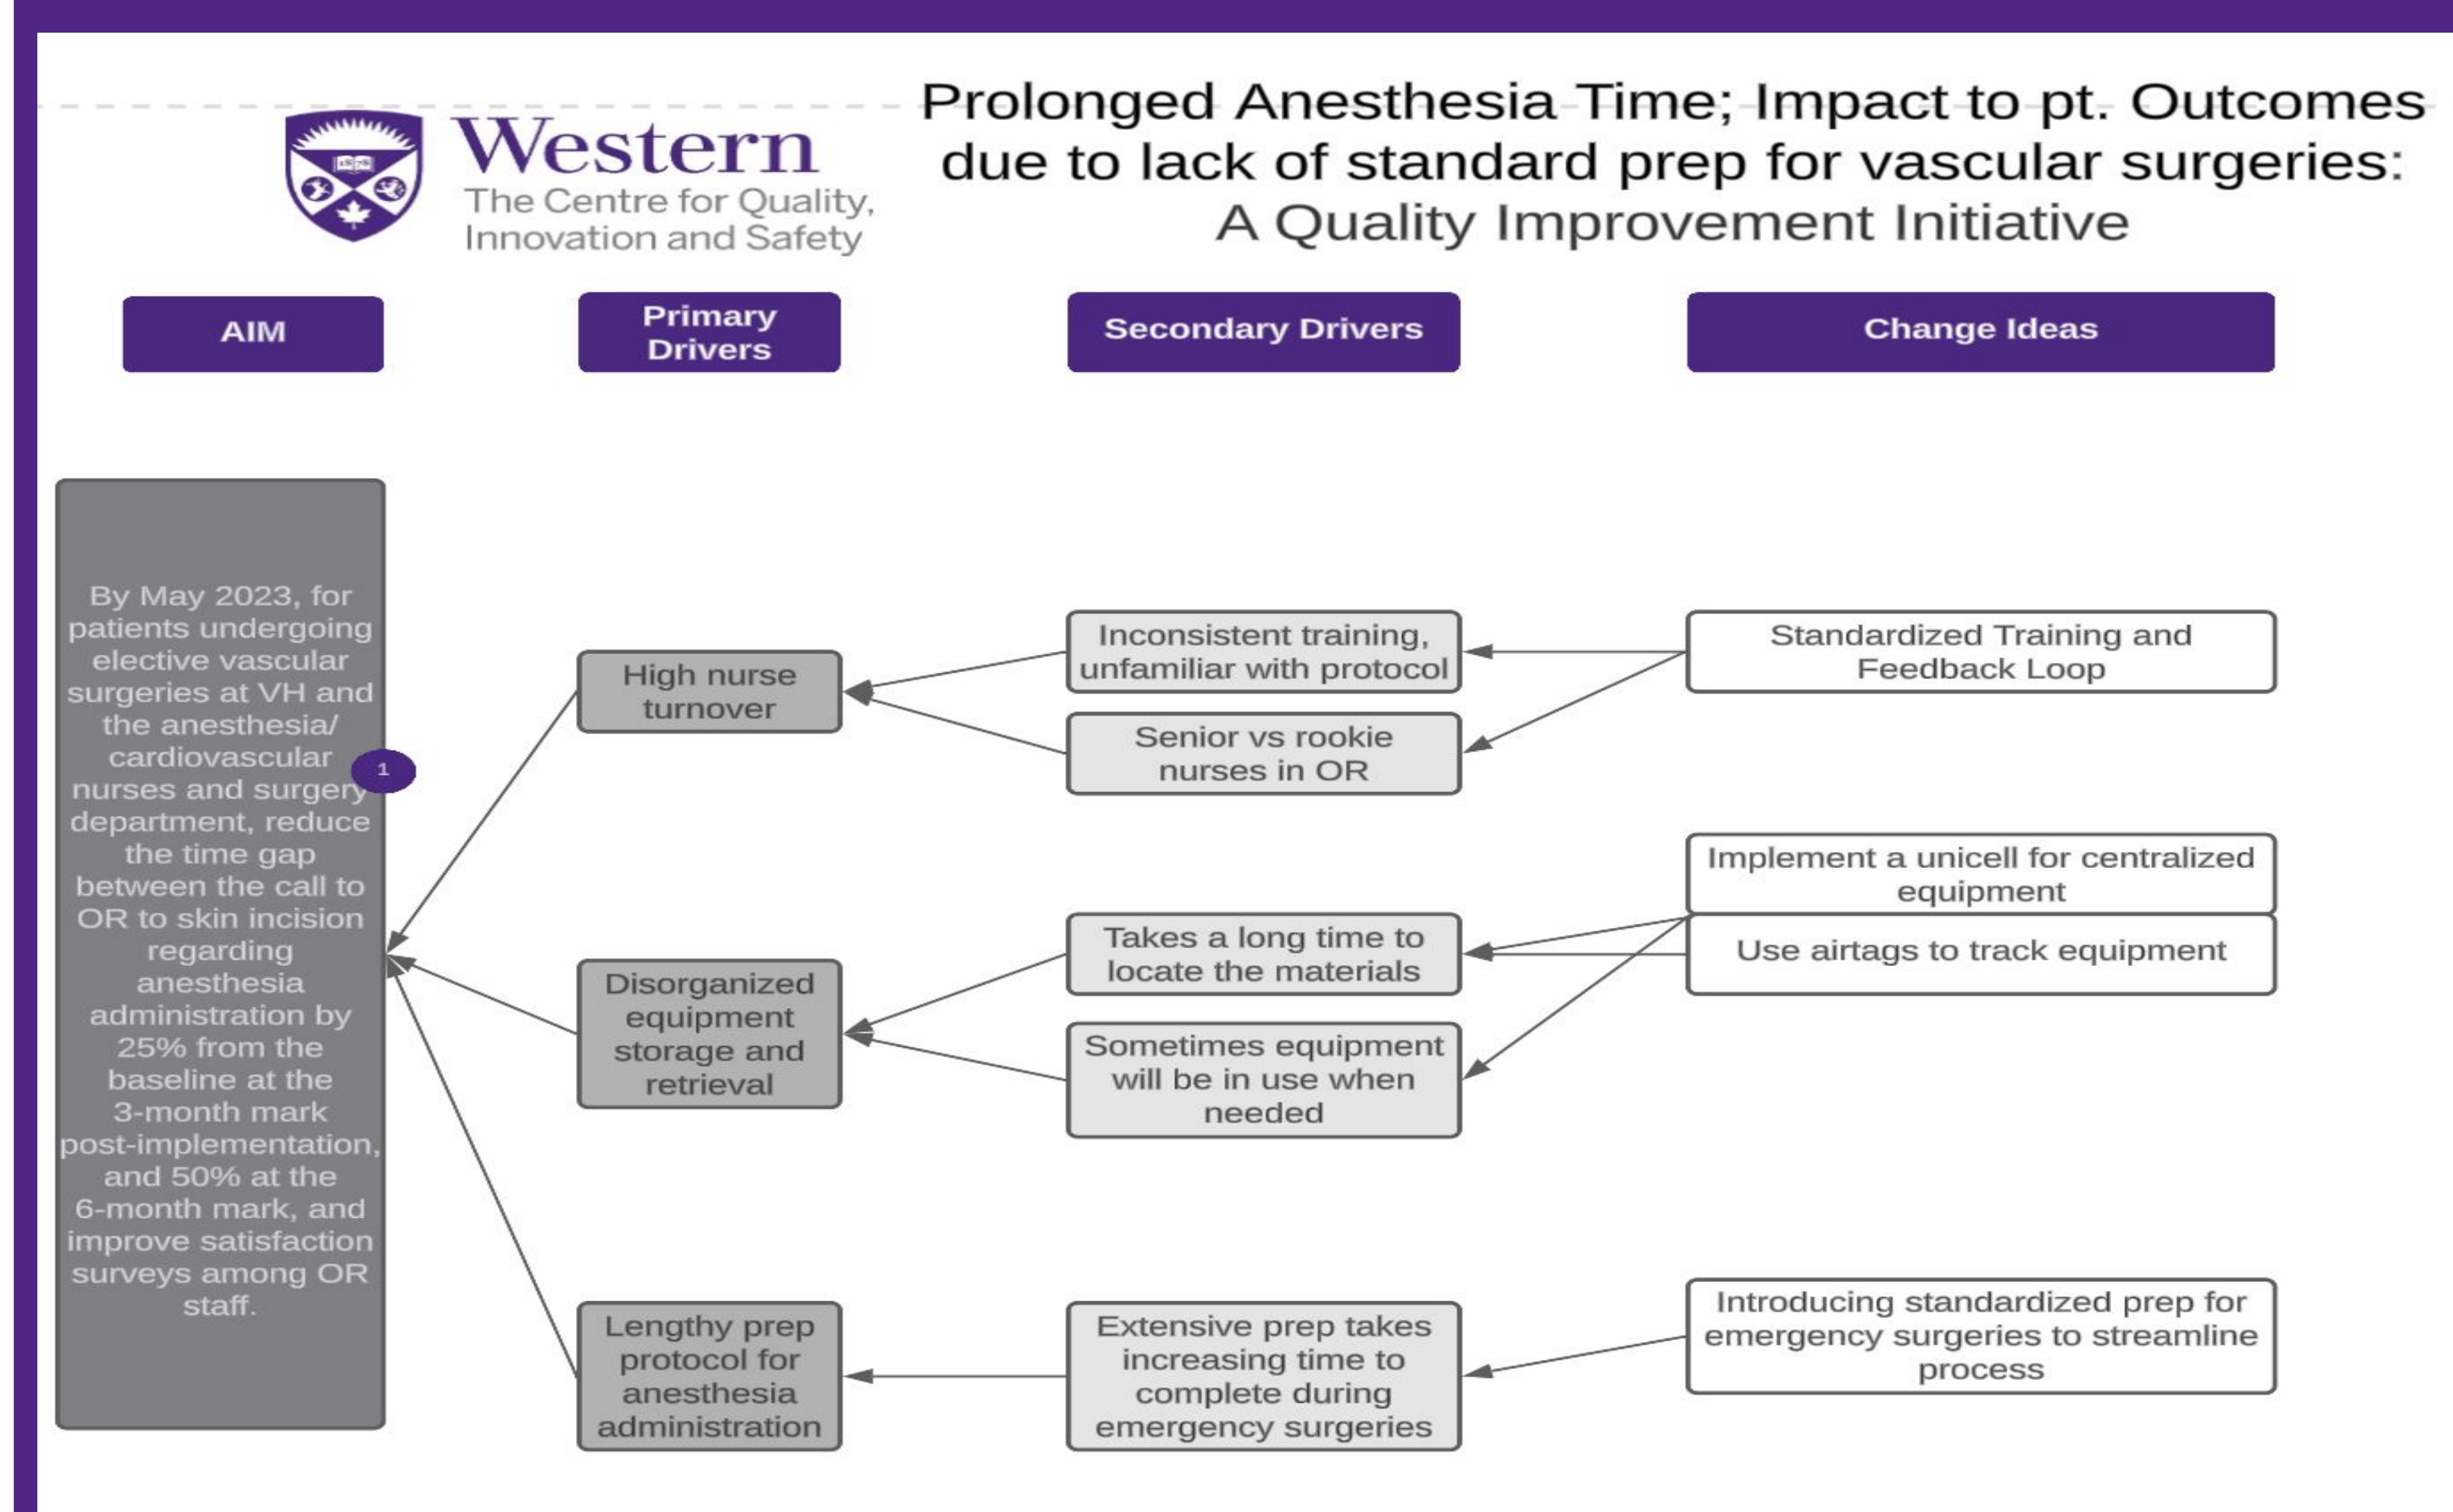 Western
The Centre for Quality,
Innovation and Safety
Prolonged Anesthesia Time; Impact to pt. Outcomes
due to lack of standard prep for vascular surgeries:
A Quality Improvement Initiative
AIM
Primary
Drivers
Secondary Drivers
Change Ideas
By May 2023, for
patients undergoing
elective vascular
surgeries at VH and
the anesthesia/
cardiovascular
nurses and surgery
department, reduce
the time gap
between the call to
OR to skin incision
regarding
anesthesia
administration by
25% from the
baseline at the
3-month mark
post-implementation,
and 50% at the
6-month mark, and
improve satisfaction
surveys among OR
staff.
1
High nurse
turnover
Disorganized
equipment
storage and
retrieval
Lengthy prep
protocol for
anesthesia
administration
Inconsistent training,
unfamiliar with protocol
Senior vs rookie
nurses in OR
Takes a long time to
locate the materials
Sometimes equipment
will be in use when
needed
Extensive prep takes
increasing time to
complete during
emergency surgeries
Standardized Training and
Feedback Loop
Implement a unicell for centralized
equipment
Use airtags to track equipment
Introducing standardized prep for
emergency surgeries to streamline
process